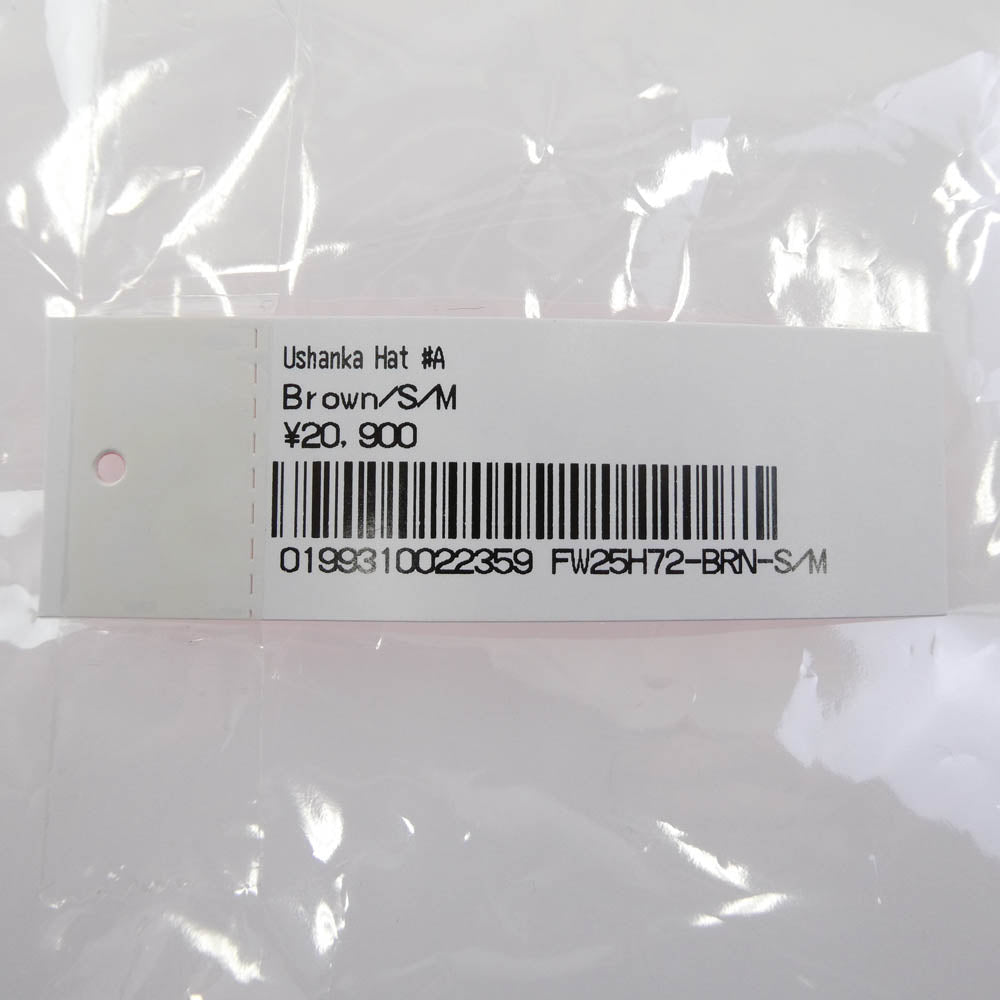 Ushanka Hat #A
Brown/S/M
¥20,900
0199310022359 FW25H72-BRN-S/M